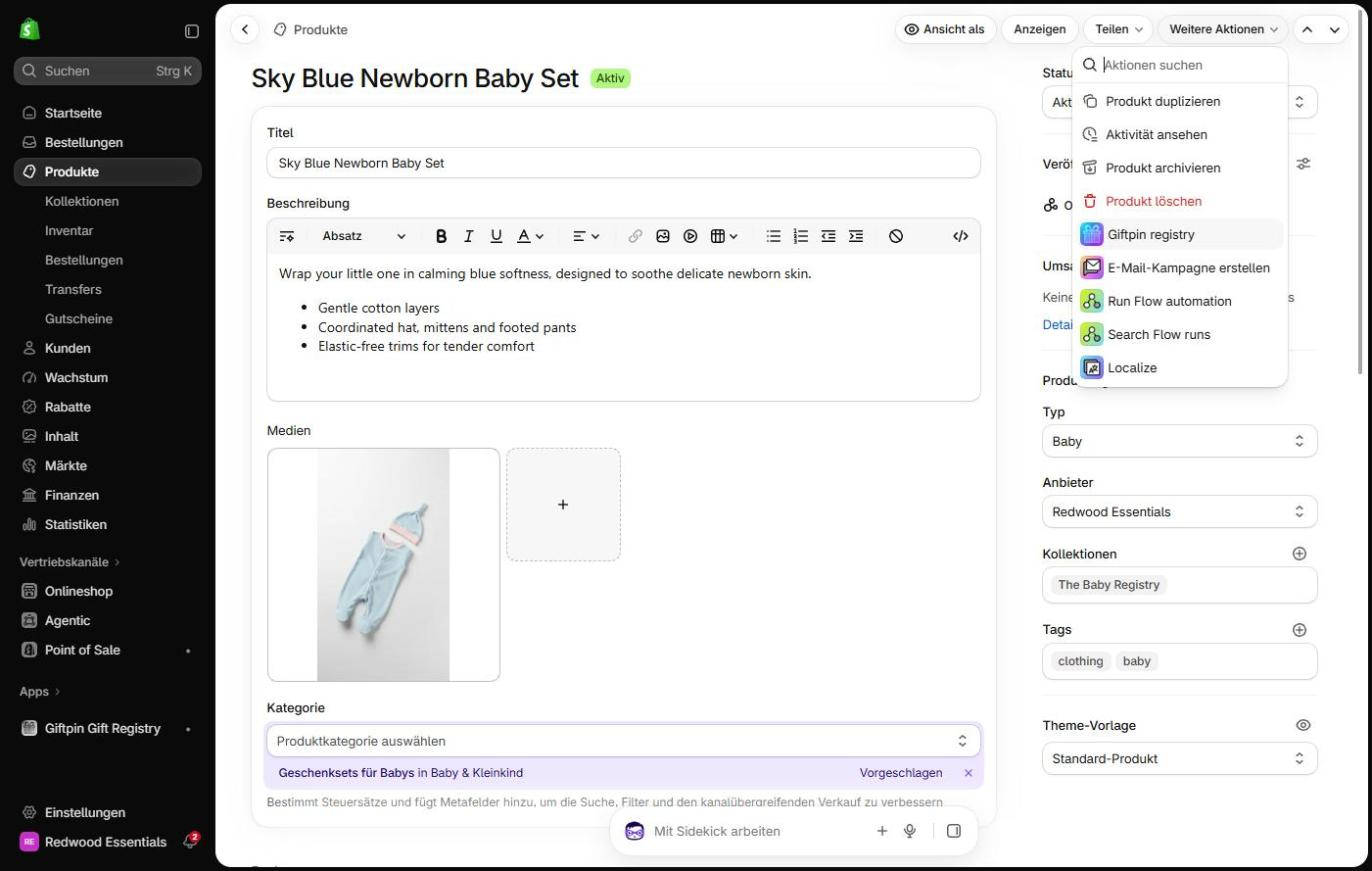 Suchen
Strg K
Startseite
Bestellungen
Produkte
Kollektionen
Inventar
Bestellungen
Transfers
Gutscheine
Kunden
Wachstum
Rabatte
Inhalt
Märkte
Finanzen
Statistiken
Vertriebskanäle
Onlineshop
Agentic
Point of Sale
Apps
Giftpin Gift Registry
Einstellungen
RE
Redwood Essentials
2
Produkte
Ansicht als
Anzeigen
Teilen
Weitere Aktionen
Sky Blue Newborn Baby Set
Aktiv
Titel
Sky Blue Newborn Baby Set
Beschreibung
Absatz
B
I
U
A
Wrap your little one in calming blue softness, designed to soothe delicate newborn skin.
Gentle cotton layers
Coordinated hat, mittens and footed pants
Elastic-free trims for tender comfort
Medien
Kategorie
Produktkategorie auswählen
Geschenksets für Babys in Baby & Kleinkind
Vorgeschlagen
Bestimmt Steuersätze und fügt Metafelder hinzu, um die Suche, Filter und den kanalübergreifenden Verkauf zu verbessern
Mit Sidekick arbeiten
Aktionen suchen
Produkt duplizieren
Aktivität ansehen
Produkt archivieren
Produkt löschen
Giftpin registry
E-Mail-Kampagne erstellen
Run Flow automation
Search Flow runs
Localize
Typ
Baby
Anbieter
Redwood Essentials
Kollektionen
The Baby Registry
Tags
clothing
baby
Theme-Vorlage
Standard-Produkt